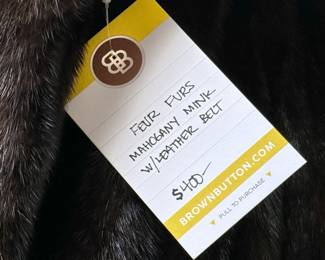 FEUR FURS
MAHOGANY MINK
W/LEATHER BELT
$400-
BROWNBUTTON.COM
PULL TO PURCHASE